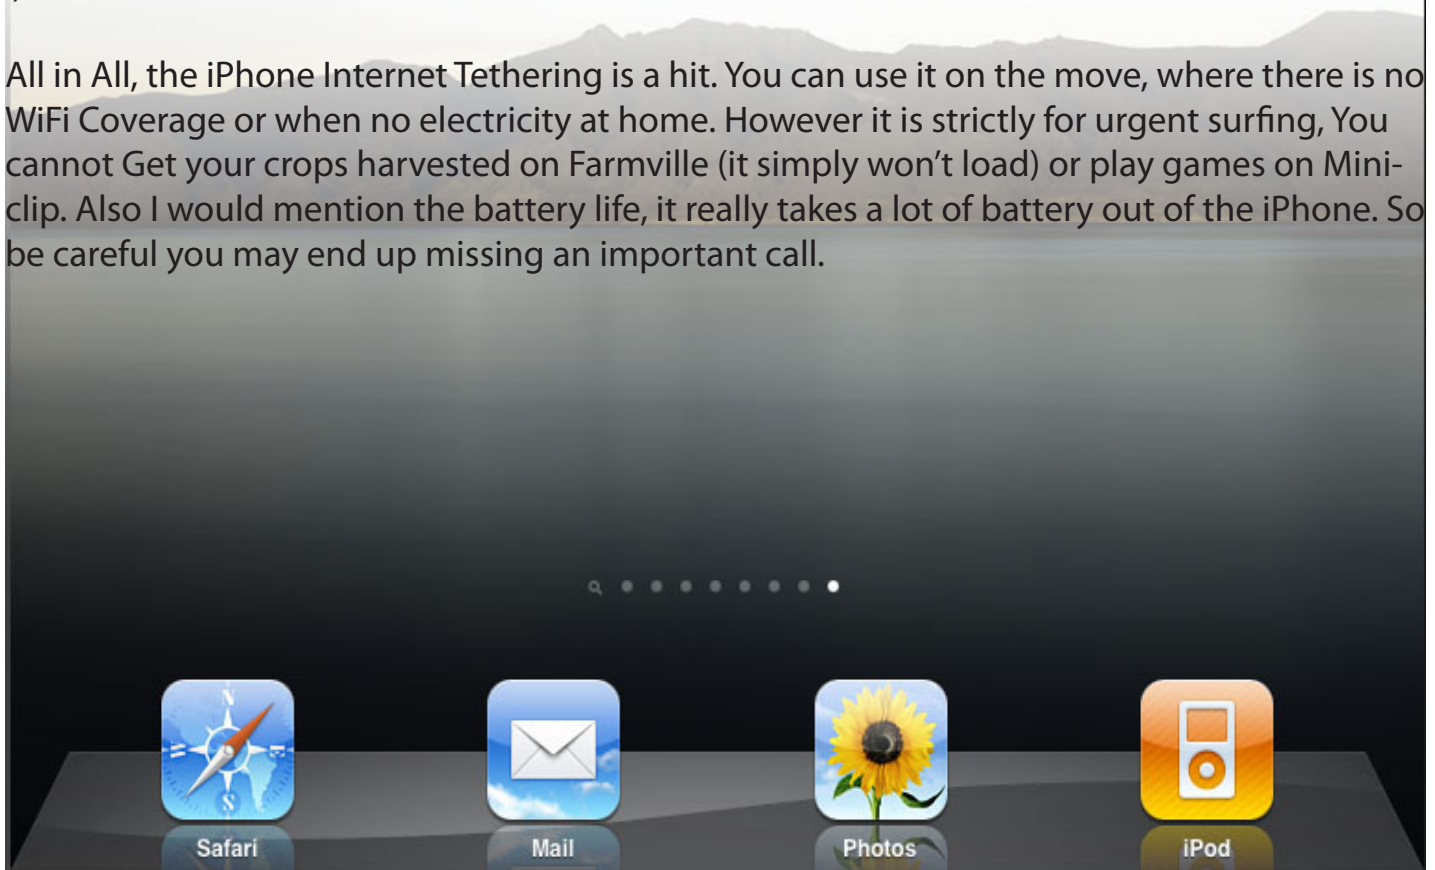 All in All, the iPhone Internet Tethering is a hit. You can use it on the move, where there is no
WiFi Coverage or when no electricity at home. However it is strictly for urgent surfing, You
cannot Get your crops harvested on Farmville (it simply won't load) or play games on Mini-
clip. Also I would mention the battery life, it really takes a lot of battery out of the iPhone. So
be careful you may end up missing an important call.
N
W E
S
Safari Mail Photos iPod